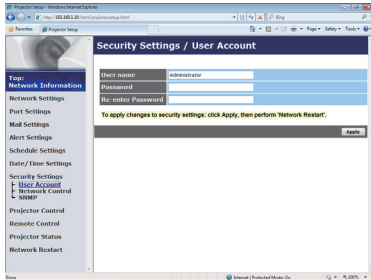 Projector Setup - Windows Internet Explorer
http://192.168.1.10/html/projectorsetup.html
Bing
Favorites
Projector Setup
Page
Safety
Tools
Security Settings / User Account
Top:
Network Information
Network Settings
Port Settings
Mail Settings
Alert Settings
Schedule Settings
Date/Time Settings
Security Settings
User Account
Network Control
SNMP
Projector Control
Remote Control
Projector Status
Network Restart
User name
Administrator
Password
Re-enter Password
To apply changes to security settings: click Apply, then perform 'Network Restart'.
Apply
Done
Internet | Protected Mode: On
100%